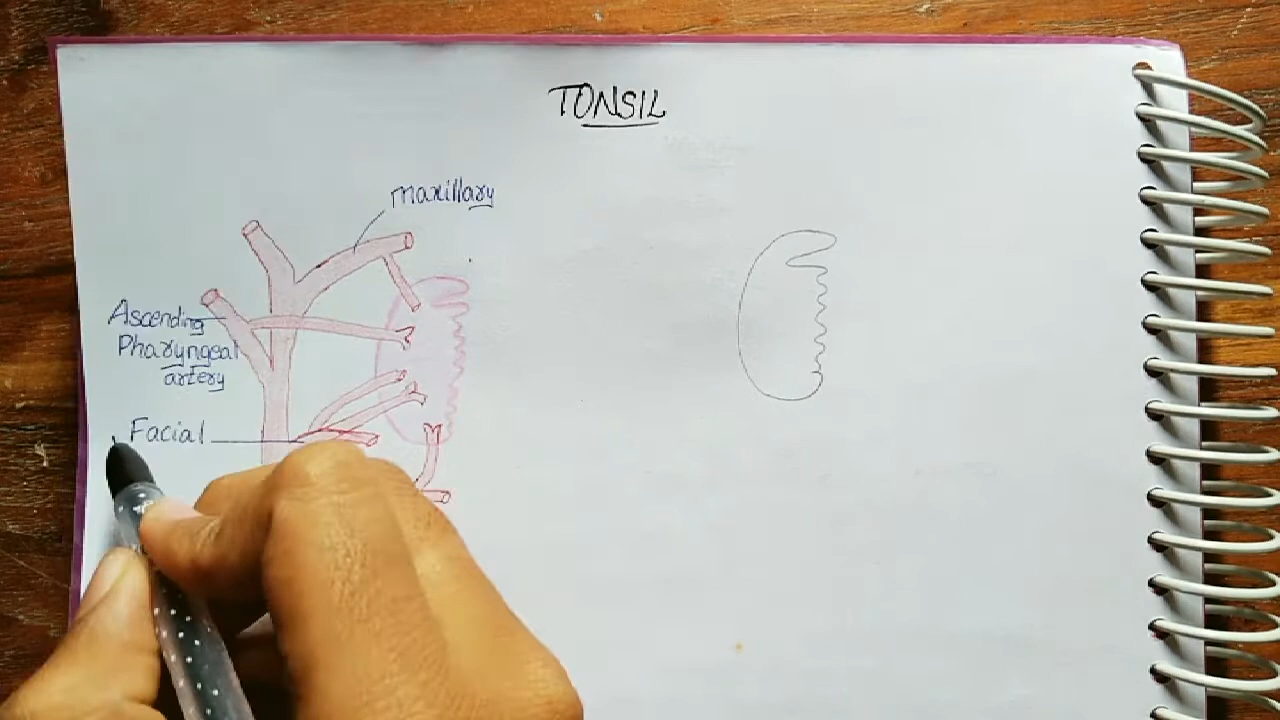 TONSIL
maxillary
Ascending
Pharyngeal
artery
Facial